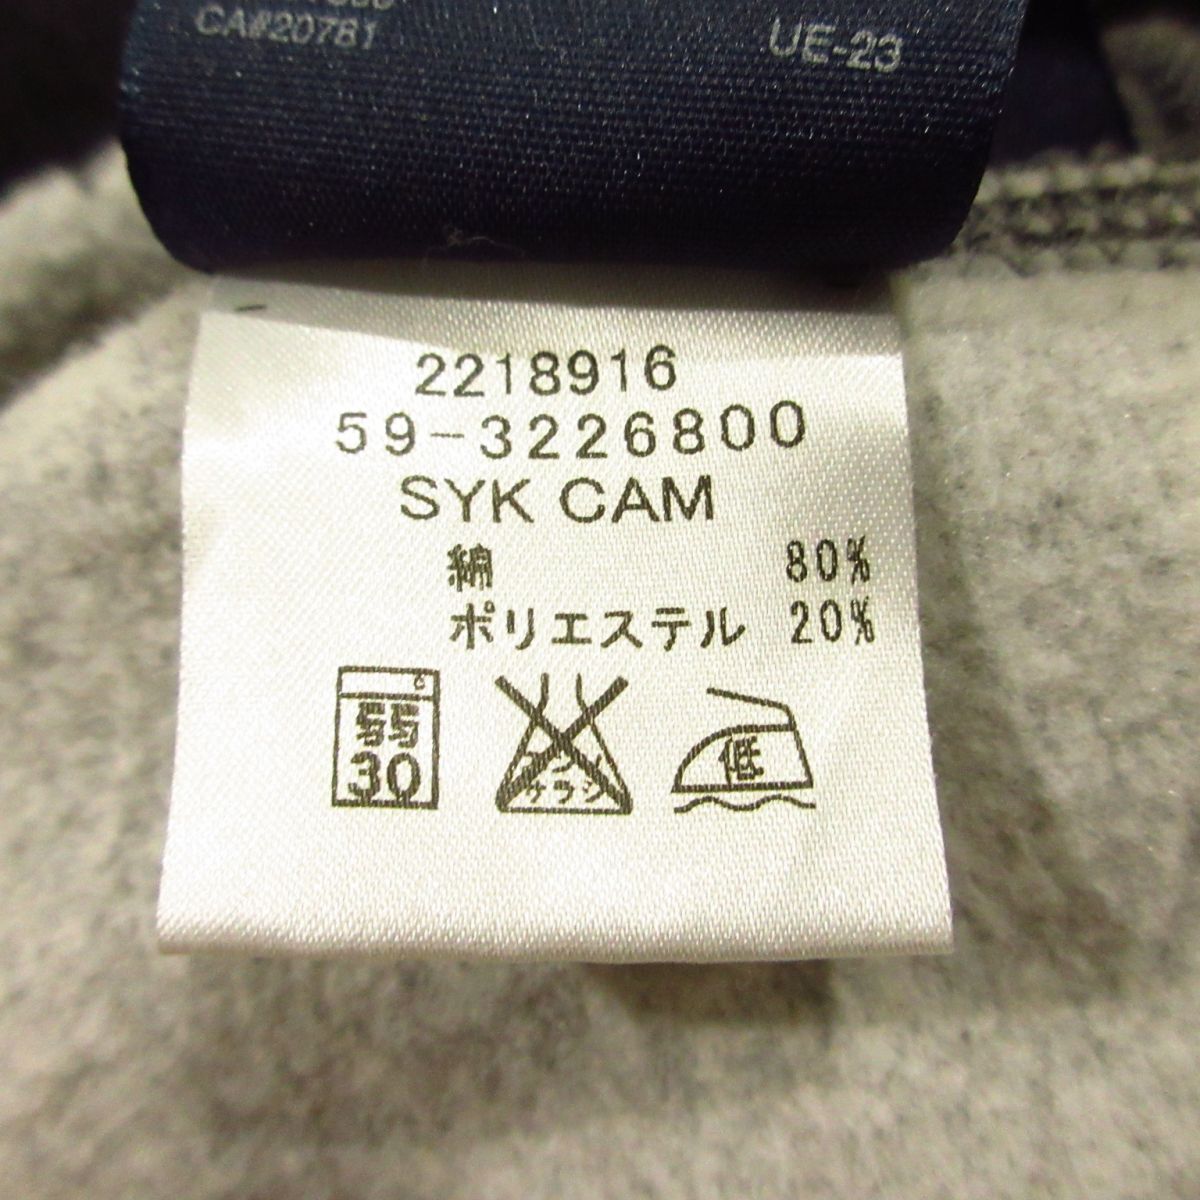 CA#20781
UE-23
2218916
59-3226800
SYK CAM
綿 80%
ポリエステル 20%
弱
30
エンソ
サラシ
低